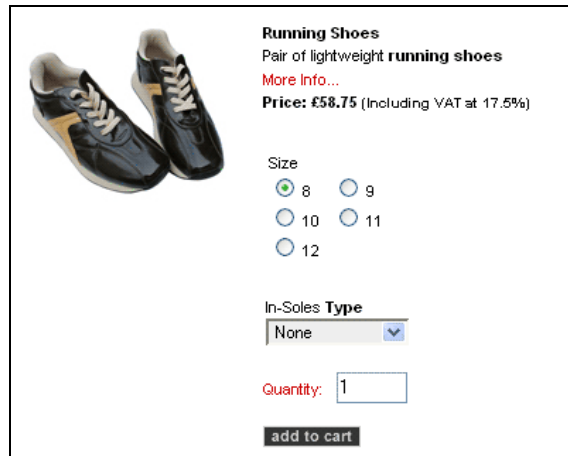 Running Shoes
Pair of lightweight running shoes
More Info...
Price: £58.75 (Including VAT at 17.5%)
Size
8 9
10 11
12
In-Soles Type
None
Quantity: 1
add to cart